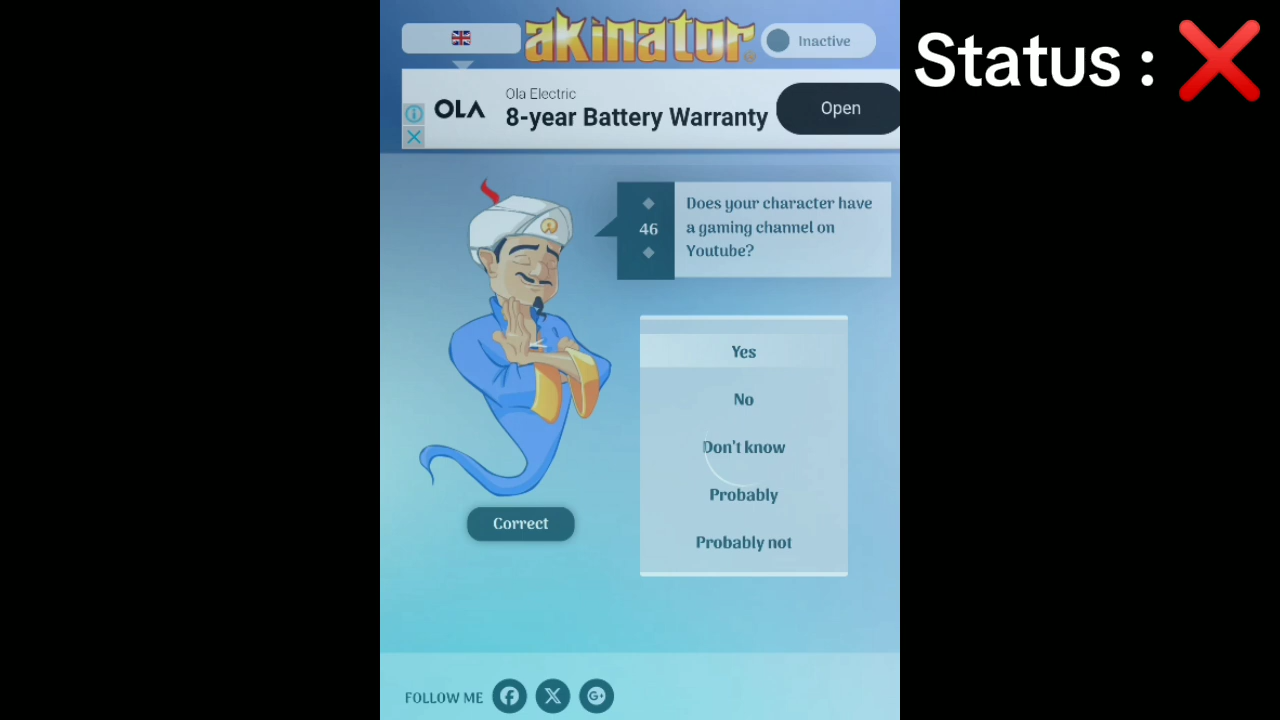 Status : ❌
akinator
Inactive
OLA
Ola Electric
8-year Battery Warranty
Open
46
Does your character have
a gaming channel on
Youtube?
Yes
No
Don't know
Probably
Probably not
Correct
FOLLOW ME